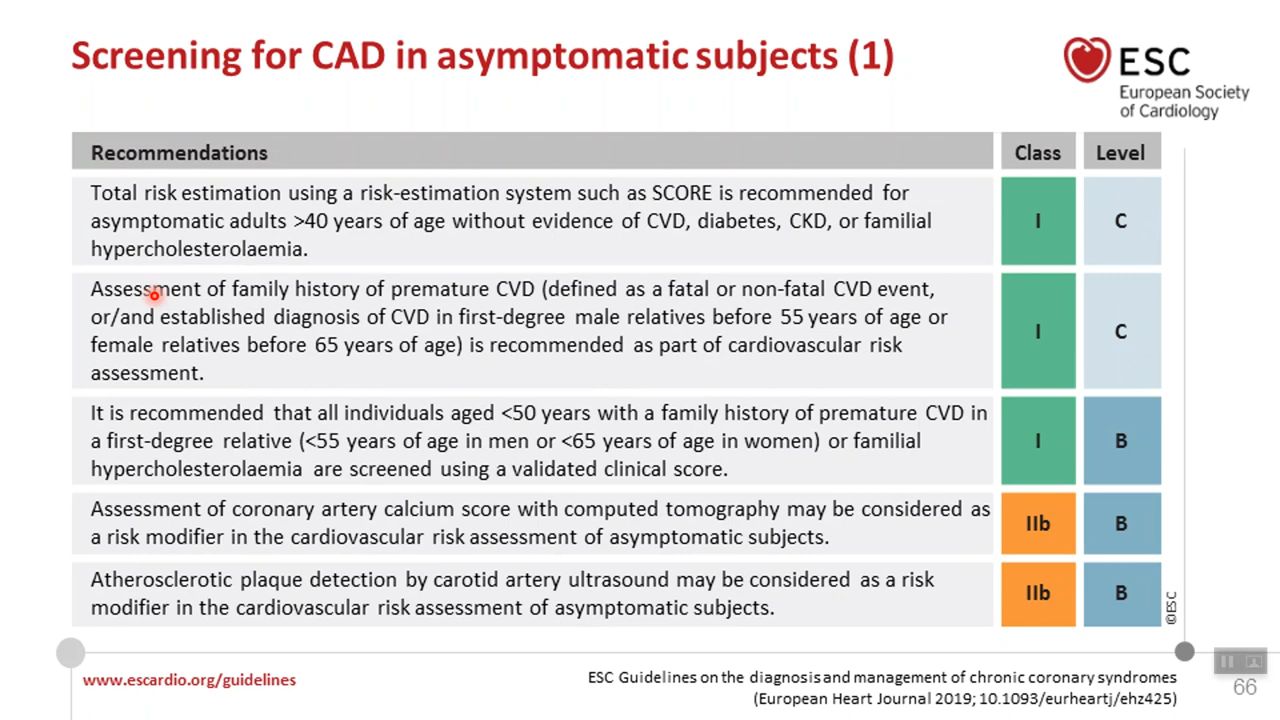 Screening for CAD in asymptomatic subjects (1)
ESC
European Society
of Cardiology
Recommendations Class Level
Total risk estimation using a risk-estimation system such as SCORE is recommended for
asymptomatic adults >40 years of age without evidence of CVD, diabetes, CKD, or familial
hypercholesterolaemia.
I C
Assessment of family history of premature CVD (defined as a fatal or non-fatal CVD event,
or/and established diagnosis of CVD in first-degree male relatives before 55 years of age or
female relatives before 65 years of age) is recommended as part of cardiovascular risk
assessment.
I C
It is recommended that all individuals aged <50 years with a family history of premature CVD in
a first-degree relative (<55 years of age in men or <65 years of age in women) or familial
hypercholesterolaemia are screened using a validated clinical score.
I B
Assessment of coronary artery calcium score with computed tomography may be considered as
a risk modifier in the cardiovascular risk assessment of asymptomatic subjects.
IIb B
Atherosclerotic plaque detection by carotid artery ultrasound may be considered as a risk
modifier in the cardiovascular risk assessment of asymptomatic subjects.
IIb B
©ESC
www.escardio.org/guidelines
ESC Guidelines on the diagnosis and management of chronic coronary syndromes
(European Heart Journal 2019; 10.1093/eurheartj/ehz425)
66